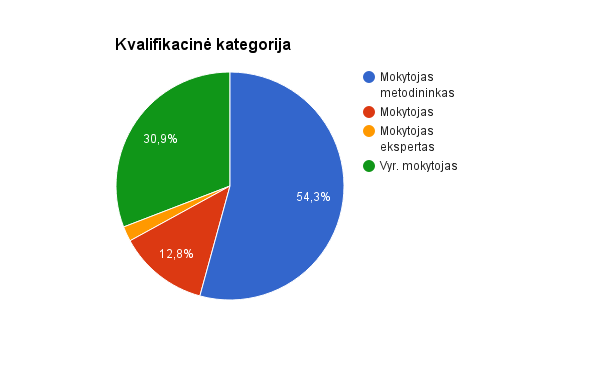 Kvalifikacinė kategorija
Mokytojas
metodininkas
Mokytojas
Mokytojas
ekspertas
Vyr. mokytojas
30,9%
54,3%
12,8%